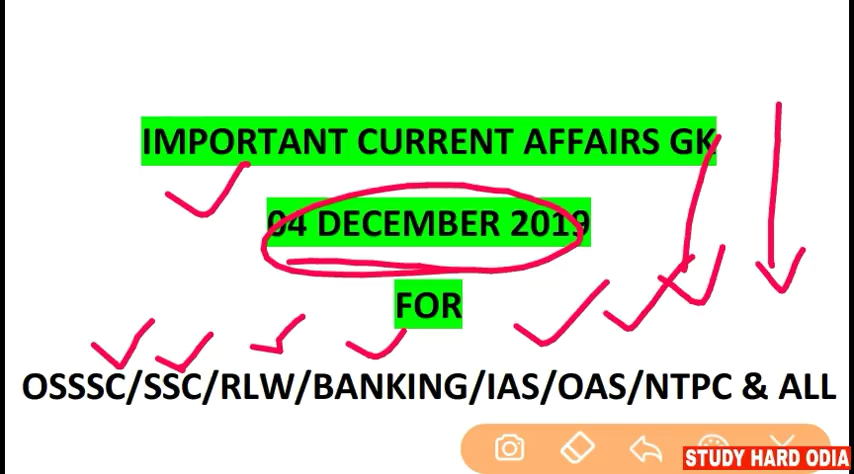 IMPORTANT CURRENT AFFAIRS GK
04 DECEMBER 2019
FOR
OSSSC/SSC/RLW/BANKING/IAS/OAS/NTPC & ALL
STUDY HARD ODIA